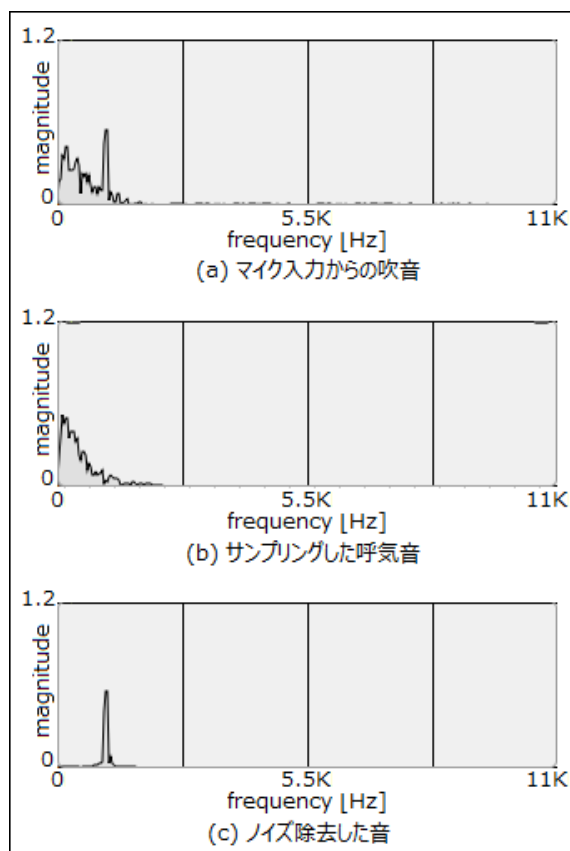 1.2
magnitude
0
0 5.5K 11K
frequency [Hz]
(a) マイク入力からの吹音
1.2
magnitude
0
0 5.5K 11K
frequency [Hz]
(b) サンプリングした呼気音
1.2
magnitude
0
0 5.5K 11K
frequency [Hz]
(c) ノイズ除去した音